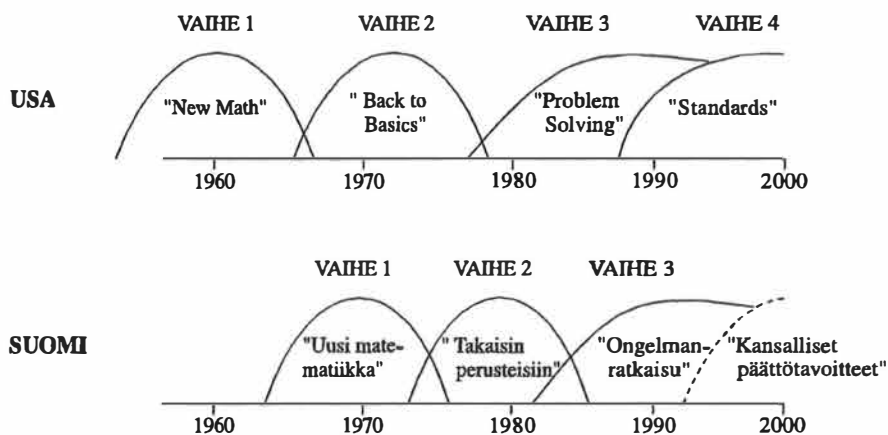 VAIHE 1 VAIHE 2 VAIHE 3 VAIHE 4
USA
"New Math"
" Back to
Basics"
"Problem
Solving"
"Standards"
1960 1970 1980 1990 2000
VAIHE 1 VAIHE 2 VAIHE 3
SUOMI
"Uusi mate-
matiikka"
" Takaisin
perusteisiin"
"Ongelman-
ratkaisu"
"Kansalliset
päättötavoitteet"
1960 1970 1980 1990 2000